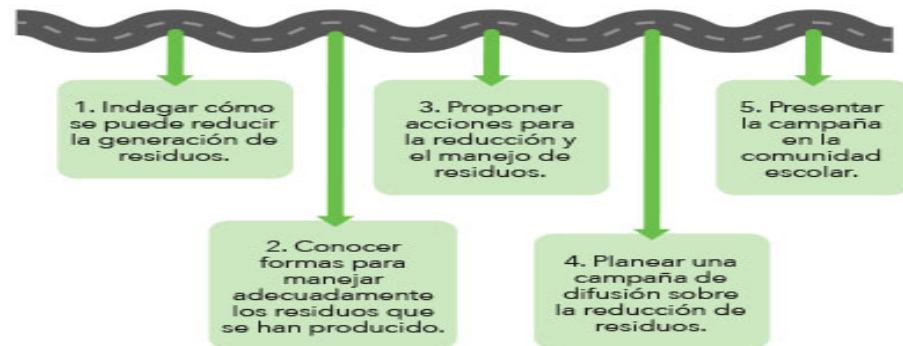 1. Indagar cómo
se puede reducir
la generación de
residuos.
2. Conocer
formas para
manejar
adecuadamente
los residuos que
se han producido.
3. Proponer
acciones para
la reducción y
el manejo de
residuos.
4. Planear una
campaña de
difusión sobre
la reducción de
residuos.
5. Presentar
la campaña
en la
comunidad
escolar.